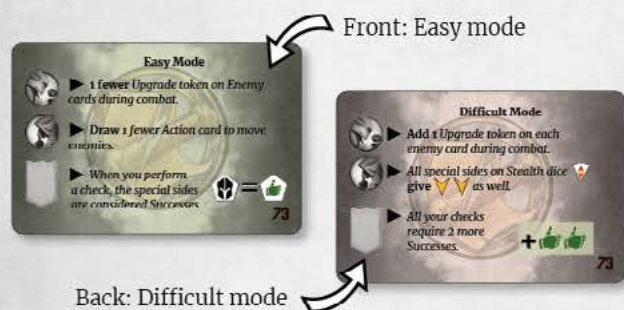 Front: Easy mode
Easy Mode
▶ 1 fewer Upgrade token on Enemy
cards during combat.
▶ Draw 1 fewer Action card to move
enemies.
▶ When you perform
a check, the special sides
are considered Successes
=
73
Difficult Mode
▶ Add 1 Upgrade token on each
enemy card during combat.
▶ All special sides on Stealth dice
give as well.
▶ All your checks
require 2 more
Successes.
+
73
Back: Difficult mode